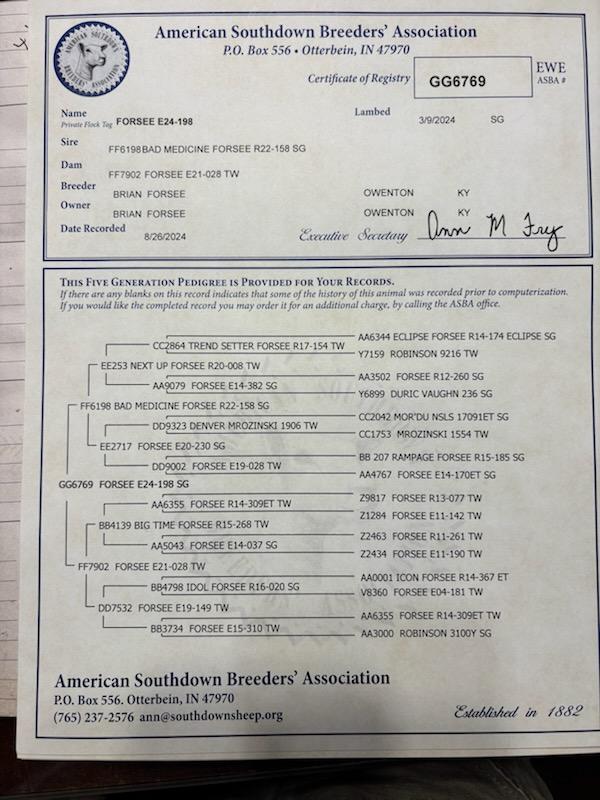 American Southdown Breeders' Association
P.O. Box 556 • Otterbein, IN 47970
AMERICAN SOUTHDOWN BREEDERS' ASSOCIATION
Certificate of Registry GG6769 EWE
ASBA #
Name
Private Flock Tag FORSEE E24-198 Lambed 3/9/2024 SG
Sire
FF6198 BAD MEDICINE FORSEE R22-158 SG
Dam
FF7902 FORSEE E21-028 TW
Breeder
BRIAN FORSEE OWENTON KY
Owner
BRIAN FORSEE OWENTON KY
Date Recorded 8/26/2024 Executive Secretary Ann M Fry
THIS FIVE GENERATION PEDIGREE IS PROVIDED FOR YOUR RECORDS.
If there are any blanks on this record indicates that some of the history of this animal was recorded prior to computerization.
If you would like the completed record you may order it for an additional charge, by calling the ASBA office.
AA6344 ECLIPSE FORSEE R14-174 ECLIPSE SG
CC2864 TREND SETTER FORSEE R17-154 TW
Y7159 ROBINSON 9216 TW
EE253 NEXT UP FORSEE R20-008 TW
AA3502 FORSEE R12-260 SG
AA9079 FORSEE E14-382 SG
Y6899 DURIC VAUGHN 236 SG
FF6198 BAD MEDICINE FORSEE R22-158 SG
CC2042 MOR'DU NSLS 17091ET SG
DD9323 DENVER MROZINSKI 1906 TW
CC1753 MROZINSKI 1554 TW
EE2717 FORSEE E20-230 SG
BB 207 RAMPAGE FORSEE R15-185 SG
DD9002 FORSEE E19-028 TW
AA4767 FORSEE E14-170ET SG
GG6769 FORSEE E24-198 SG
Z9817 FORSEE R13-077 TW
AA6355 FORSEE R14-309ET TW
Z1284 FORSEE E11-142 TW
BB4139 BIG TIME FORSEE R15-268 TW
Z2463 FORSEE R11-261 TW
AA5043 FORSEE E14-037 SG
Z2434 FORSEE E11-190 TW
FF7902 FORSEE E21-028 TW
AA0001 ICON FORSEE R14-367 ET
BB4798 IDOL FORSEE R16-020 SG
V8360 FORSEE E04-181 TW
DD7532 FORSEE E19-149 TW
AA6355 FORSEE R14-309ET TW
BB3734 FORSEE E15-310 TW
AA3000 ROBINSON 3100Y SG
American Southdown Breeders' Association
P.O. Box 556. Otterbein, IN 47970
(765) 237-2576 ann@southdownsheep.org
Established in 1882